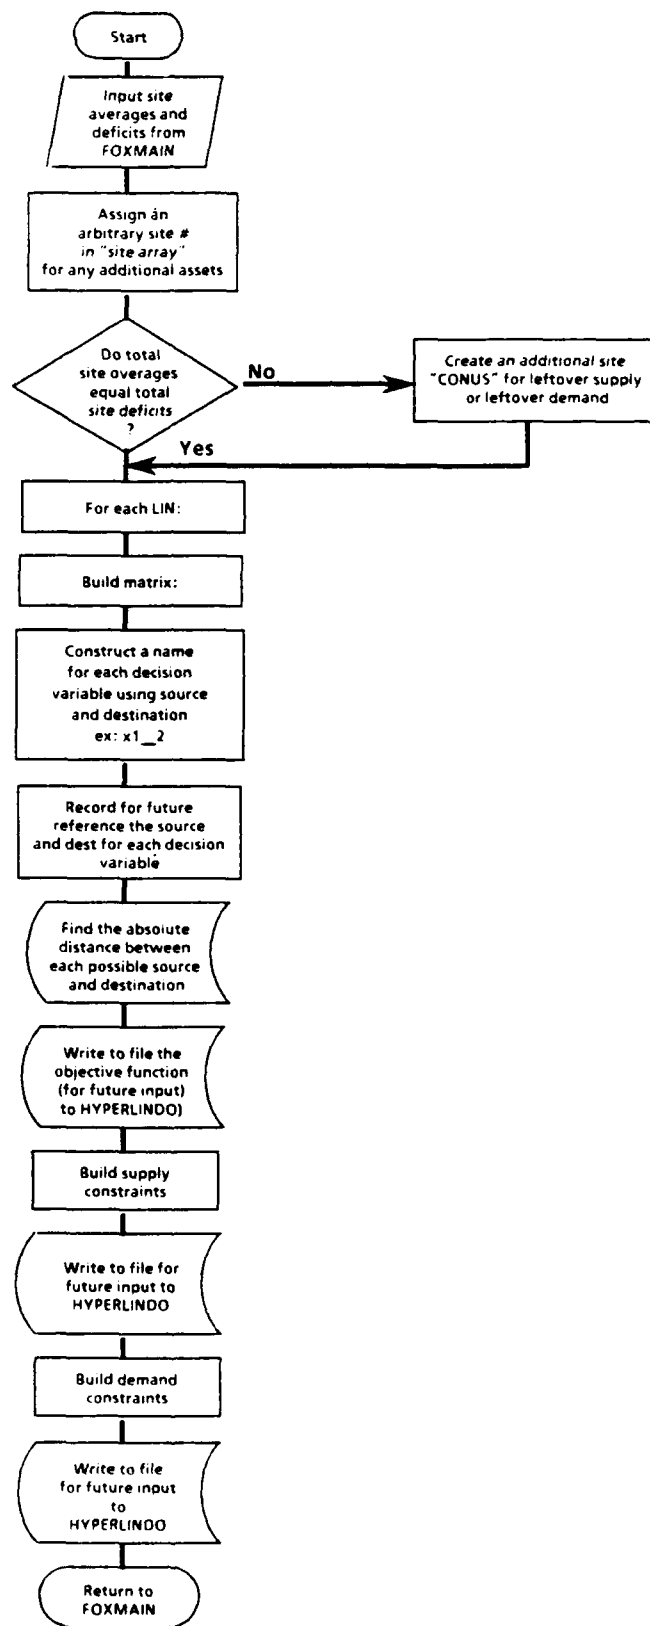 Start
Input site
averages and
deficits from
FOXMAIN
Assign an
arbitrary site #
in "site array"
for any additional assets
Do total
site overages
equal total
site deficits
?
No
Create an additional site
"CONUS" for leftover supply
or leftover demand
Yes
For each LIN:
Build matrix:
Construct a name
for each decision
variable using source
and destination
ex: x1__2
Record for future
reference the source
and dest for each decision
variable
Find the absolute
distance between
each possible source
and destination
Write to file the
objective function
(for future input)
to HYPERLINDO)
Build supply
constraints
Write to file for
future input to
HYPERLINDO
Build demand
constraints
Write to file
for future input
to
HYPERLINDO
Return to
FOXMAIN